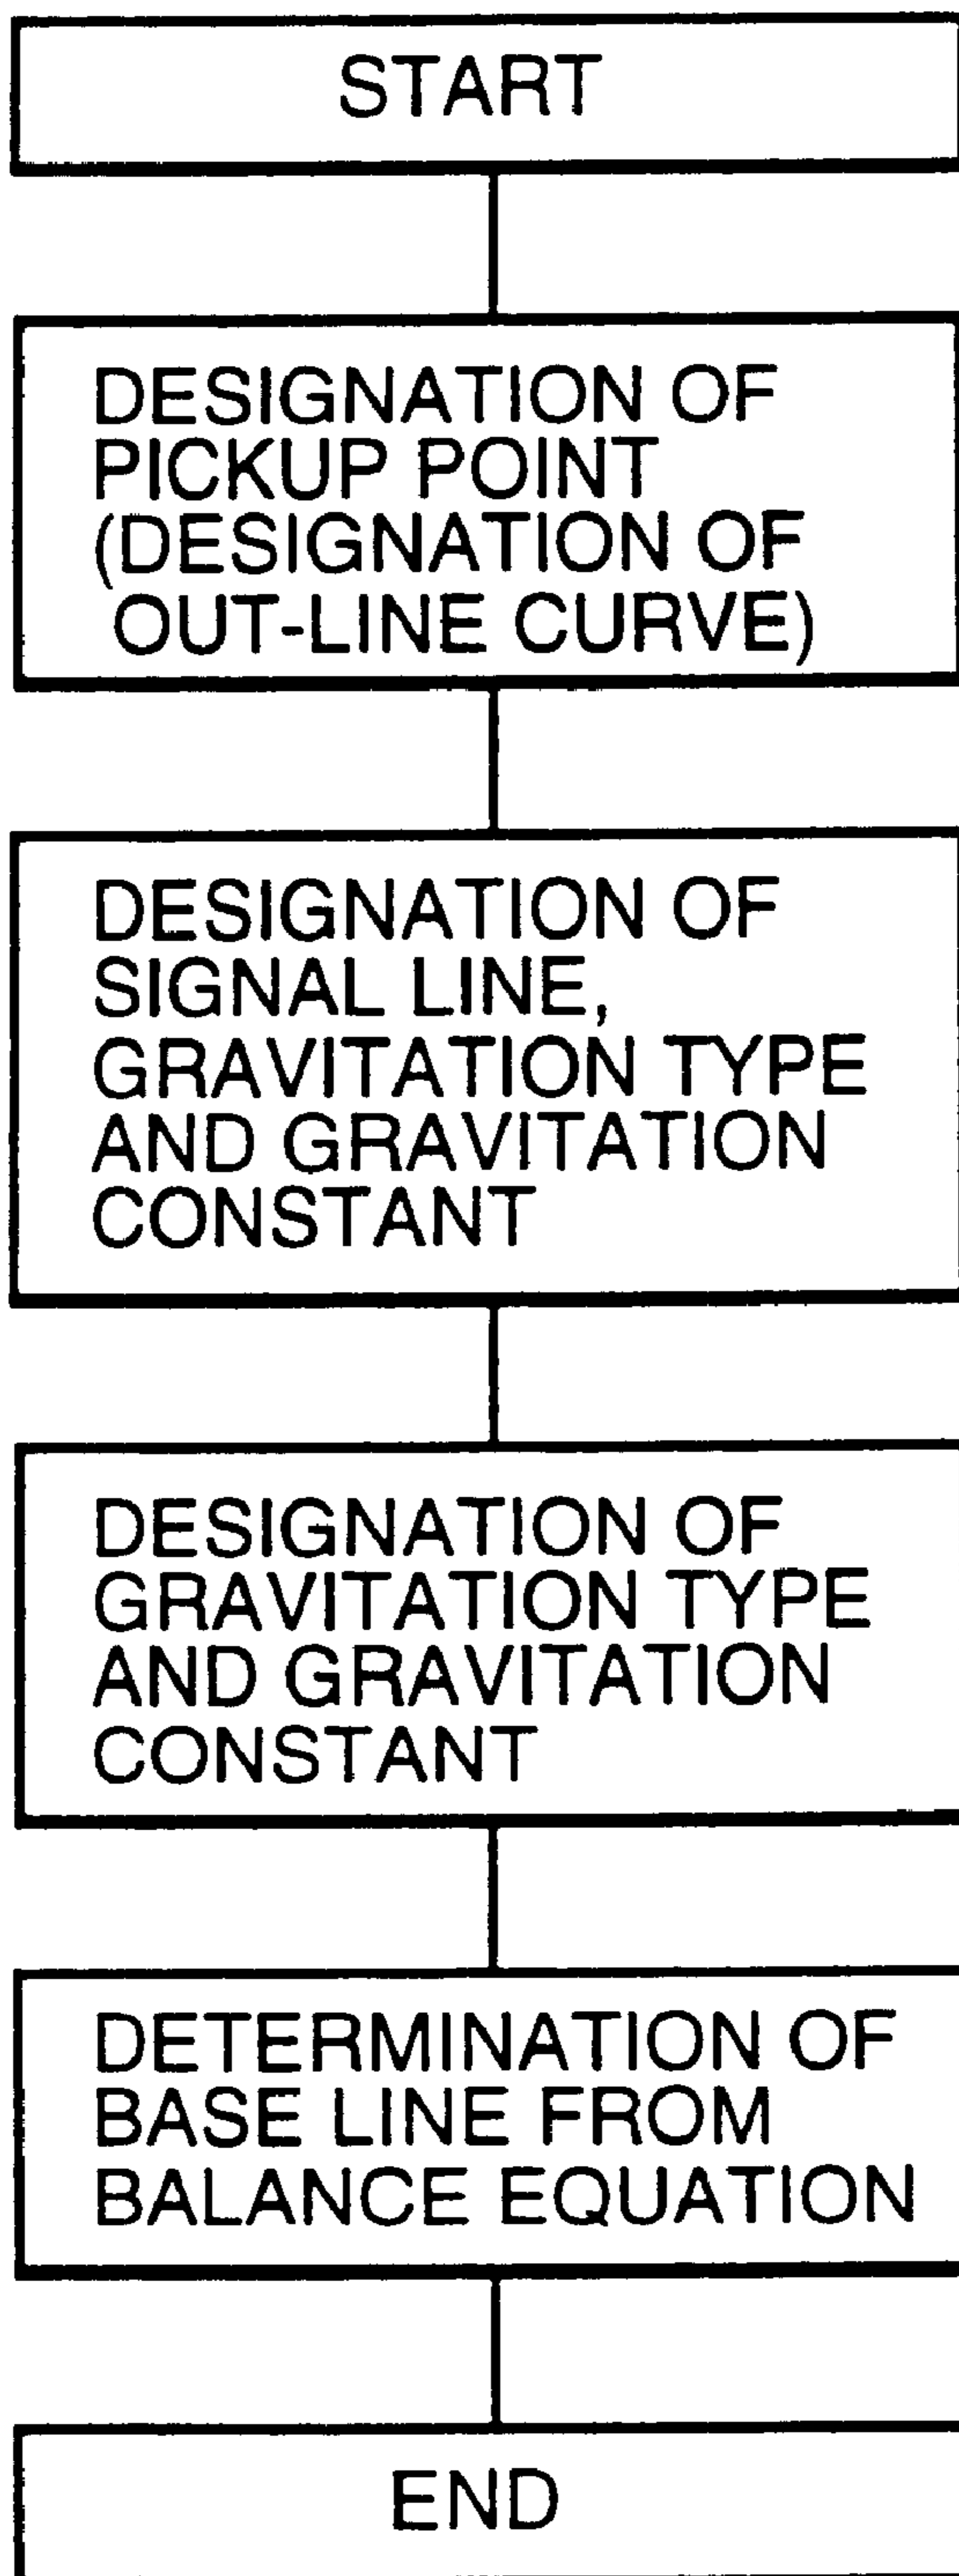 START
DESIGNATION OF
PICKUP POINT
(DESIGNATION OF
OUT-LINE CURVE)
DESIGNATION OF
SIGNAL LINE,
GRAVITATION TYPE
AND GRAVITATION
CONSTANT
DESIGNATION OF
GRAVITATION TYPE
AND GRAVITATION
CONSTANT
DETERMINATION OF
BASE LINE FROM
BALANCE EQUATION
END